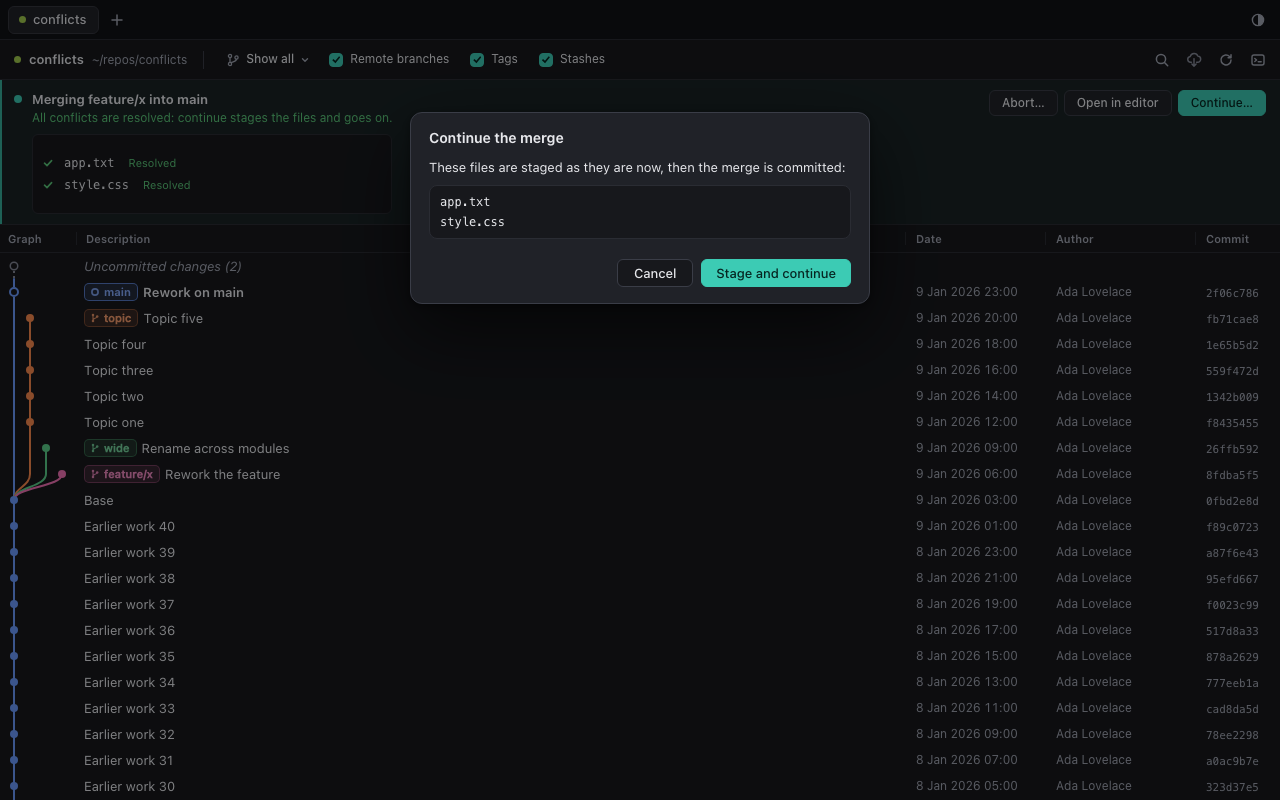 conflicts
conflicts ~/repos/conflicts Show all Remote branches Tags Stashes
Merging feature/x into main
All conflicts are resolved: continue stages the files and goes on.
Abort... Open in editor Continue...
app.txt Resolved
style.css Resolved
Continue the merge
These files are staged as they are now, then the merge is committed:
app.txt
style.css
Cancel Stage and continue
Graph Description Date Author Commit
Uncommitted changes (2)
main Rework on main 9 Jan 2026 23:00 Ada Lovelace 2f06c786
topic Topic five 9 Jan 2026 20:00 Ada Lovelace fb71cae8
Topic four 9 Jan 2026 18:00 Ada Lovelace 1e65b5d2
Topic three 9 Jan 2026 16:00 Ada Lovelace 559f472d
Topic two 9 Jan 2026 14:00 Ada Lovelace 1342b009
Topic one 9 Jan 2026 12:00 Ada Lovelace f8435455
wide Rename across modules 9 Jan 2026 09:00 Ada Lovelace 26ffb592
feature/x Rework the feature 9 Jan 2026 06:00 Ada Lovelace 8fdba5f5
Base 9 Jan 2026 03:00 Ada Lovelace 0fbd2e8d
Earlier work 40 9 Jan 2026 01:00 Ada Lovelace f89c0723
Earlier work 39 8 Jan 2026 23:00 Ada Lovelace a87f6e43
Earlier work 38 8 Jan 2026 21:00 Ada Lovelace 95efd667
Earlier work 37 8 Jan 2026 19:00 Ada Lovelace f0023c99
Earlier work 36 8 Jan 2026 17:00 Ada Lovelace 517d8a33
Earlier work 35 8 Jan 2026 15:00 Ada Lovelace 878a2629
Earlier work 34 8 Jan 2026 13:00 Ada Lovelace 777eeb1a
Earlier work 33 8 Jan 2026 11:00 Ada Lovelace cad8da5d
Earlier work 32 8 Jan 2026 09:00 Ada Lovelace 78ee2298
Earlier work 31 8 Jan 2026 07:00 Ada Lovelace a0ac9b7e
Earlier work 30 8 Jan 2026 05:00 Ada Lovelace 323d37e5